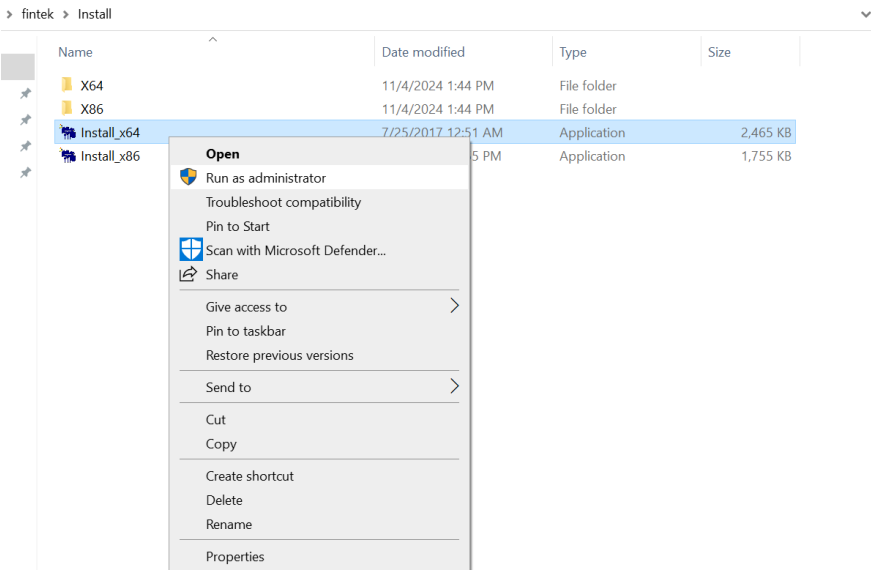 fintek > Install
Name Date modified Type Size
X64 11/4/2024 1:44 PM File folder
X86 11/4/2024 1:44 PM File folder
Install_x64 7/25/2017 12:51 AM Application 2,465 KB
Install_x86 5 PM Application 1,755 KB
Open
Run as administrator
Troubleshoot compatibility
Pin to Start
Scan with Microsoft Defender...
Share
Give access to
Pin to taskbar
Restore previous versions
Send to
Cut
Copy
Create shortcut
Delete
Rename
Properties